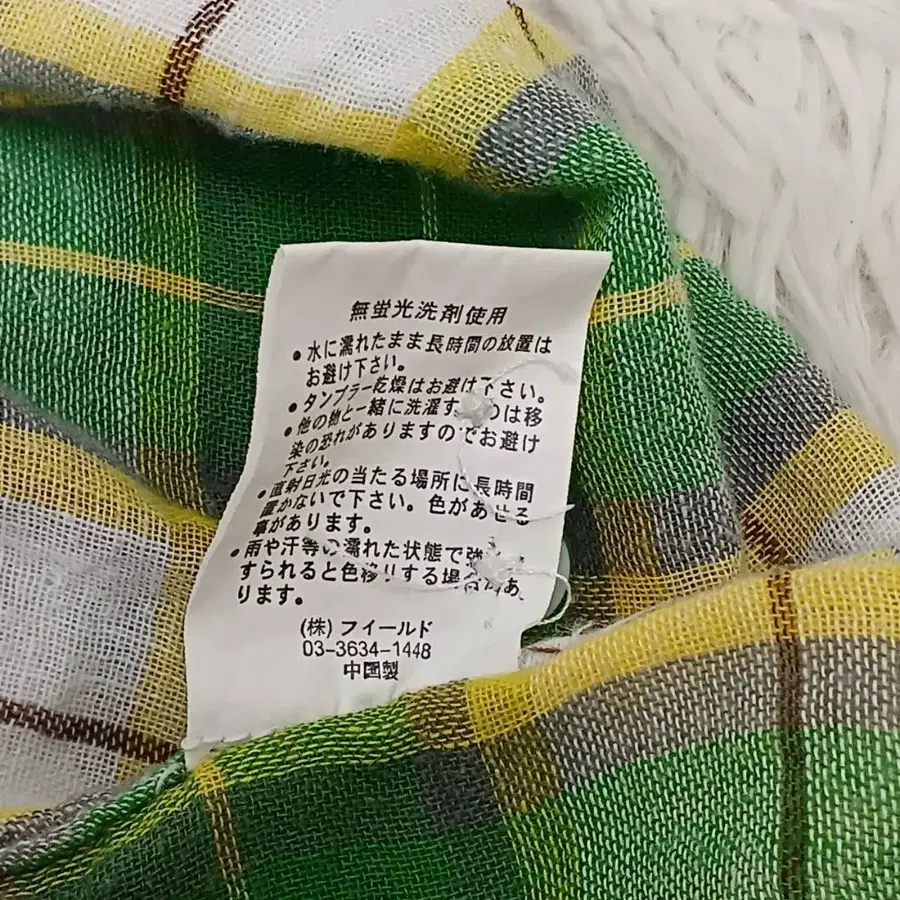 無蛍光洗剤使用
• 水に濡れたまま長時間の放置は
お避け下さい。
• タンブラー乾燥はお避け下さい。
• 他の物と一緒に洗濯す のは移
染の恐れがありますのでお避け
下さい。
• 直射日光の当たる場所に長時間
置かないで下さい。色があせる
事があります。
• 雨や汗等の濡れた状態で強
すられると色移りする場合があ
ります。
(株) フイールド
03-3634-1448
中国製